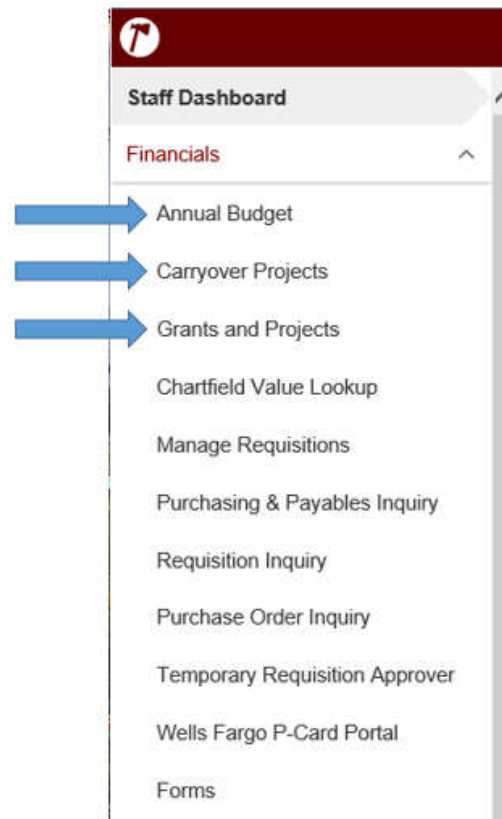 Staff Dashboard
Financials
Annual Budget
Carryover Projects
Grants and Projects
Chartfield Value Lookup
Manage Requisitions
Purchasing & Payables Inquiry
Requisition Inquiry
Purchase Order Inquiry
Temporary Requisition Approver
Wells Fargo P-Card Portal
Forms